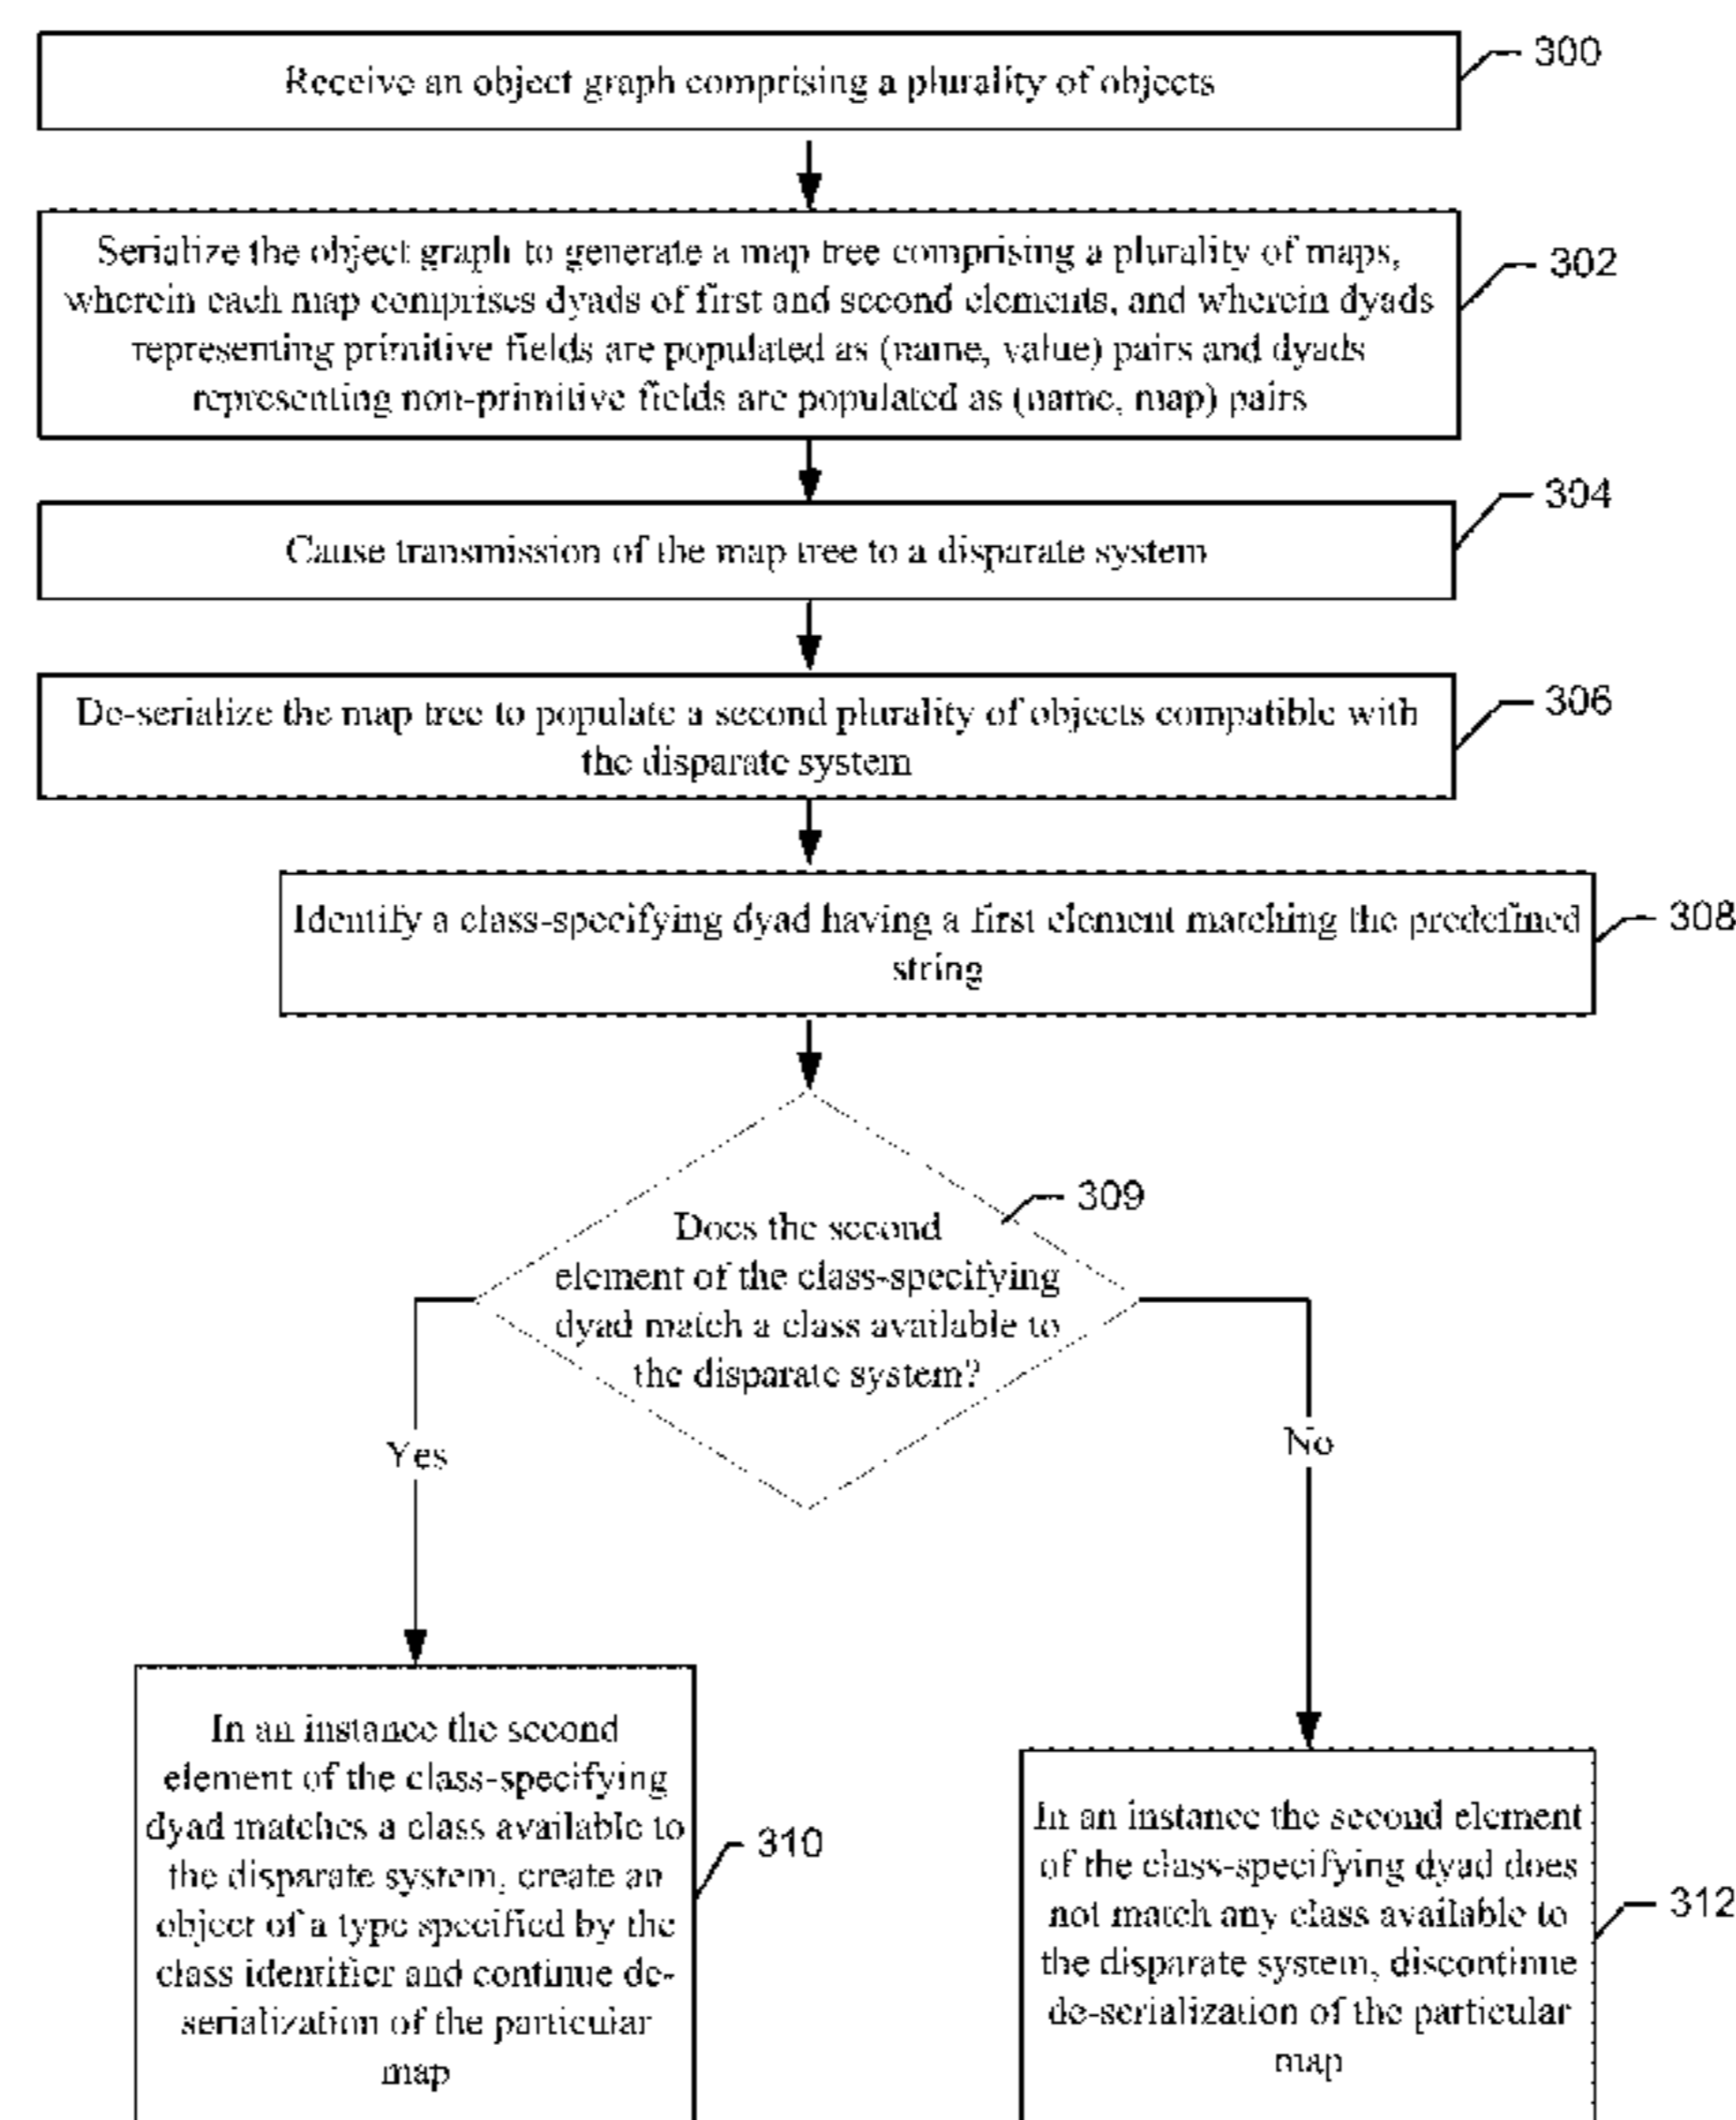 Receive an object graph comprising a plurality of objects
300
Serialize the object graph to generate a map tree comprising a plurality of maps,
wherein each map comprises dyads of first and second elements, and wherein dyads
representing primitive fields are populated as (name, value) pairs and dyads
representing non-primitive fields are populated as (name, map) pairs
302
Cause transmission of the map tree to a disparate system
304
De-serialize the map tree to populate a second plurality of objects compatible with
the disparate system
306
Identify a class-specifying dyad having a first element matching the predefined
string
308
309
Does the second
element of the class-specifying
dyad match a class available to
the disparate system?
Yes
No
In an instance the second
element of the class-specifying
dyad matches a class available to
the disparate system, create an
object of a type specified by the
class identifier and continue de-
serialization of the particular
map
310
In an instance the second element
of the class-specifying dyad does
not match any class available to
the disparate system, discontinue
de-serialization of the particular
map
312